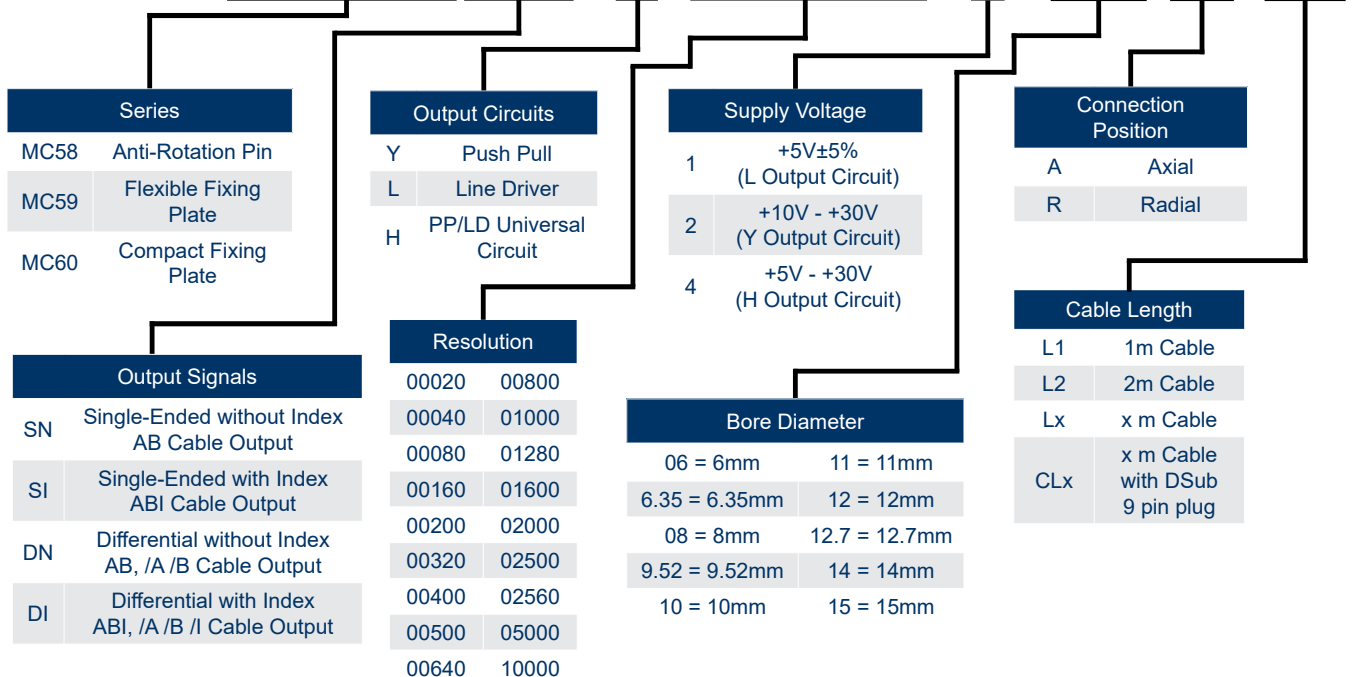 Series
MC58 Anti-Rotation Pin
MC59 Flexible Fixing
Plate
MC60 Compact Fixing
Plate
Output Circuits
Y Push Pull
L Line Driver
H PP/LD Universal
Circuit
Supply Voltage
1 +5V±5%
(L Output Circuit)
2 +10V - +30V
(Y Output Circuit)
4 +5V - +30V
(H Output Circuit)
Connection
Position
A Axial
R Radial
Output Signals
SN Single-Ended without Index
AB Cable Output
SI Single-Ended with Index
ABI Cable Output
DN Differential without Index
AB, /A /B Cable Output
DI Differential with Index
ABI, /A /B /I Cable Output
Resolution
00020 00800
00040 01000
00080 01280
00160 01600
00200 02000
00320 02500
00400 02560
00500 05000
00640 10000
Bore Diameter
06 = 6mm 11 = 11mm
6.35 = 6.35mm 12 = 12mm
08 = 8mm 12.7 = 12.7mm
9.52 = 9.52mm 14 = 14mm
10 = 10mm 15 = 15mm
Cable Length
L1 1m Cable
L2 2m Cable
Lx x m Cable
CLx x m Cable
with DSub
9 pin plug